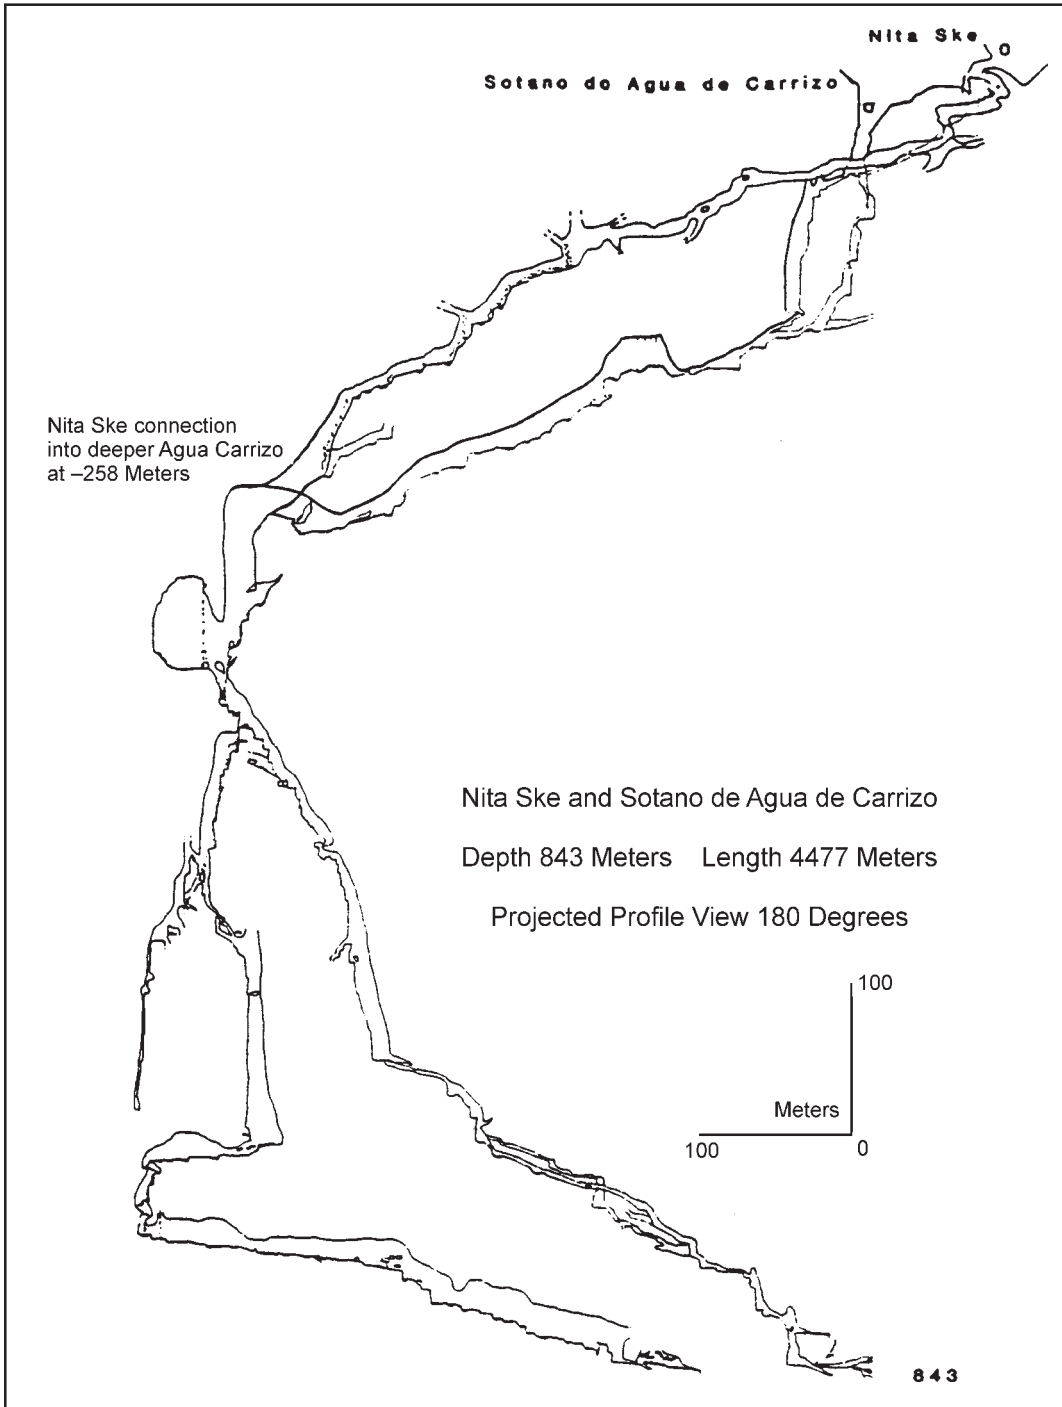 Nita Ske
Sotano do Agua de Carrizo
Nita Ske connection
into deeper Agua Carrizo
at –258 Meters
Nita Ske and Sotano de Agua de Carrizo
Depth 843 Meters Length 4477 Meters
Projected Profile View 180 Degrees
100
Meters
100
0
843